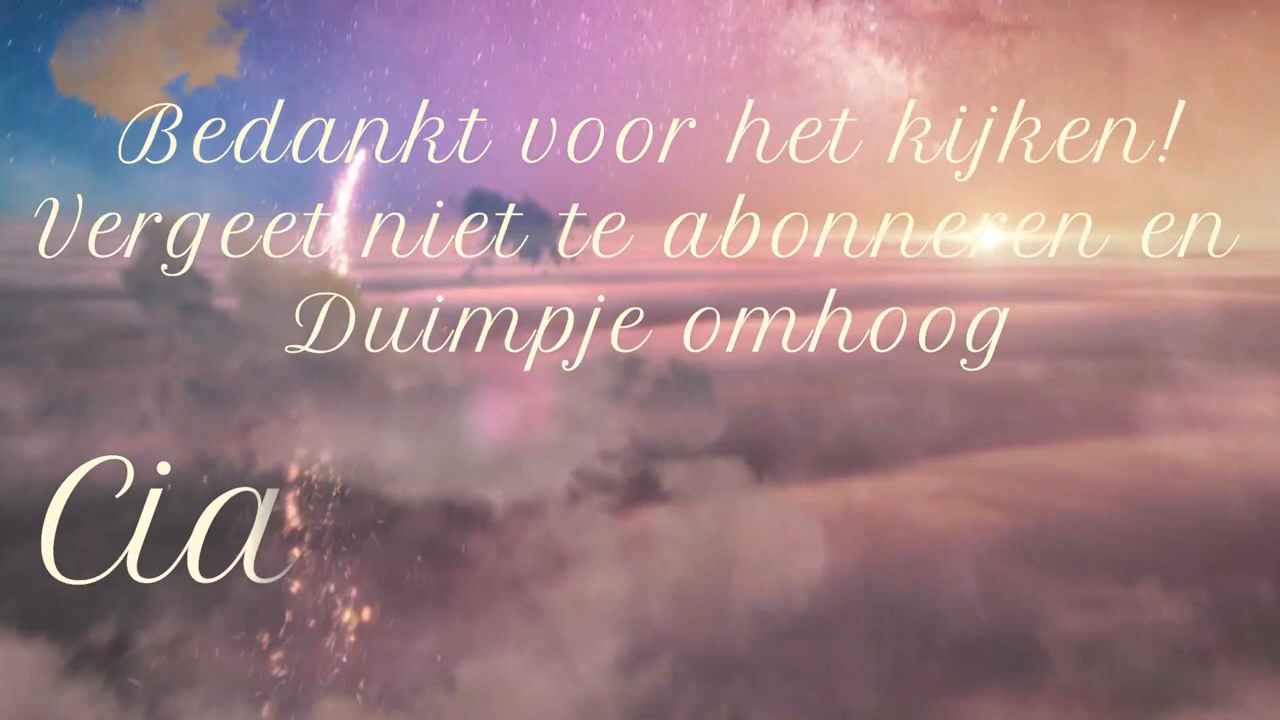 Bedankt voor het kijken!
Vergeet niet te abonneren en
Duimpje omhoog
Cia